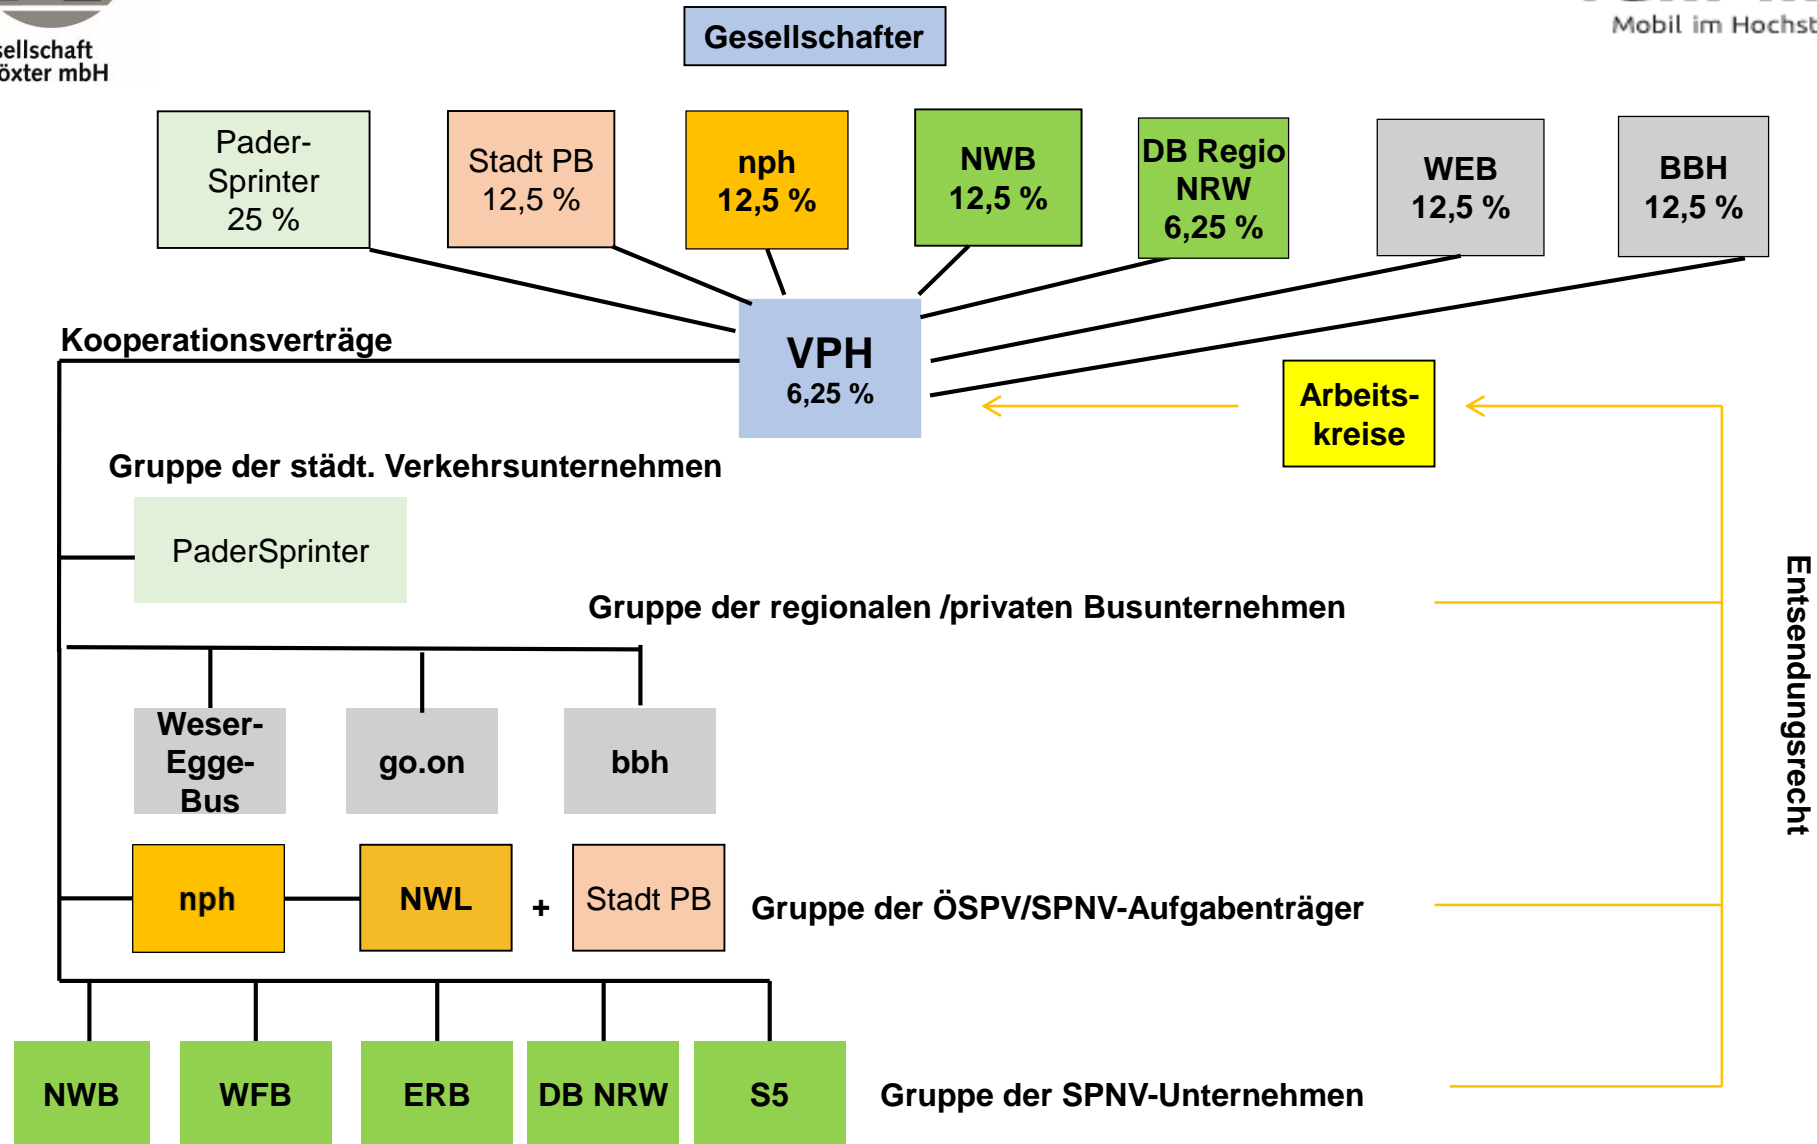 Gesellschafter
Mobil im Hochst
sellschaft
öxter mbH
Pader-
Sprinter
25 %
Stadt PB
12,5 %
nph
12,5 %
NWB
12,5 %
DB Regio
NRW
6,25 %
WEB
12,5 %
BBH
12,5 %
Kooperationsverträge
VPH
6,25 %
Arbeits-
kreise
Gruppe der städt. Verkehrsunternehmen
PaderSprinter
Gruppe der regionalen /privaten Busunternehmen
Entsendungsrecht
Weser-
Egge-
Bus
go.on
bbh
nph
NWL
+
Stadt PB
Gruppe der ÖSPV/SPNV-Aufgabenträger
NWB
WFB
ERB
DB NRW
S5
Gruppe der SPNV-Unternehmen